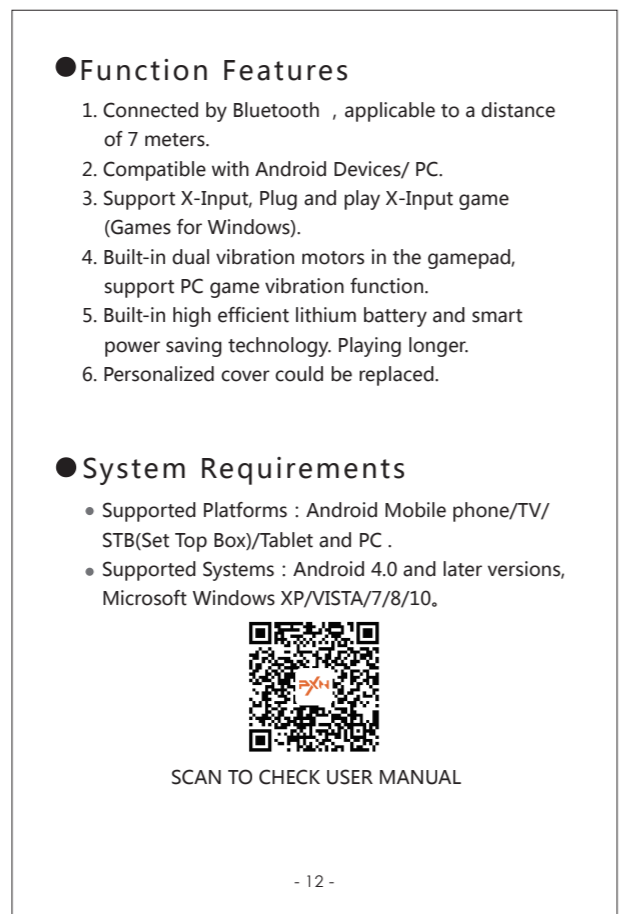 ●Function Features
1. Connected by Bluetooth ，applicable to a distance
of 7 meters.
2. Compatible with Android Devices/ PC.
3. Support X-Input, Plug and play X-Input game
(Games for Windows).
4. Built-in dual vibration motors in the gamepad,
support PC game vibration function.
5. Built-in high efficient lithium battery and smart
power saving technology. Playing longer.
6. Personalized cover could be replaced.
●System Requirements
• Supported Platforms：Android Mobile phone/TV/
STB(Set Top Box)/Tablet and PC .
• Supported Systems：Android 4.0 and later versions,
Microsoft Windows XP/VISTA/7/8/10。
PXN
SCAN TO CHECK USER MANUAL
- 12 -